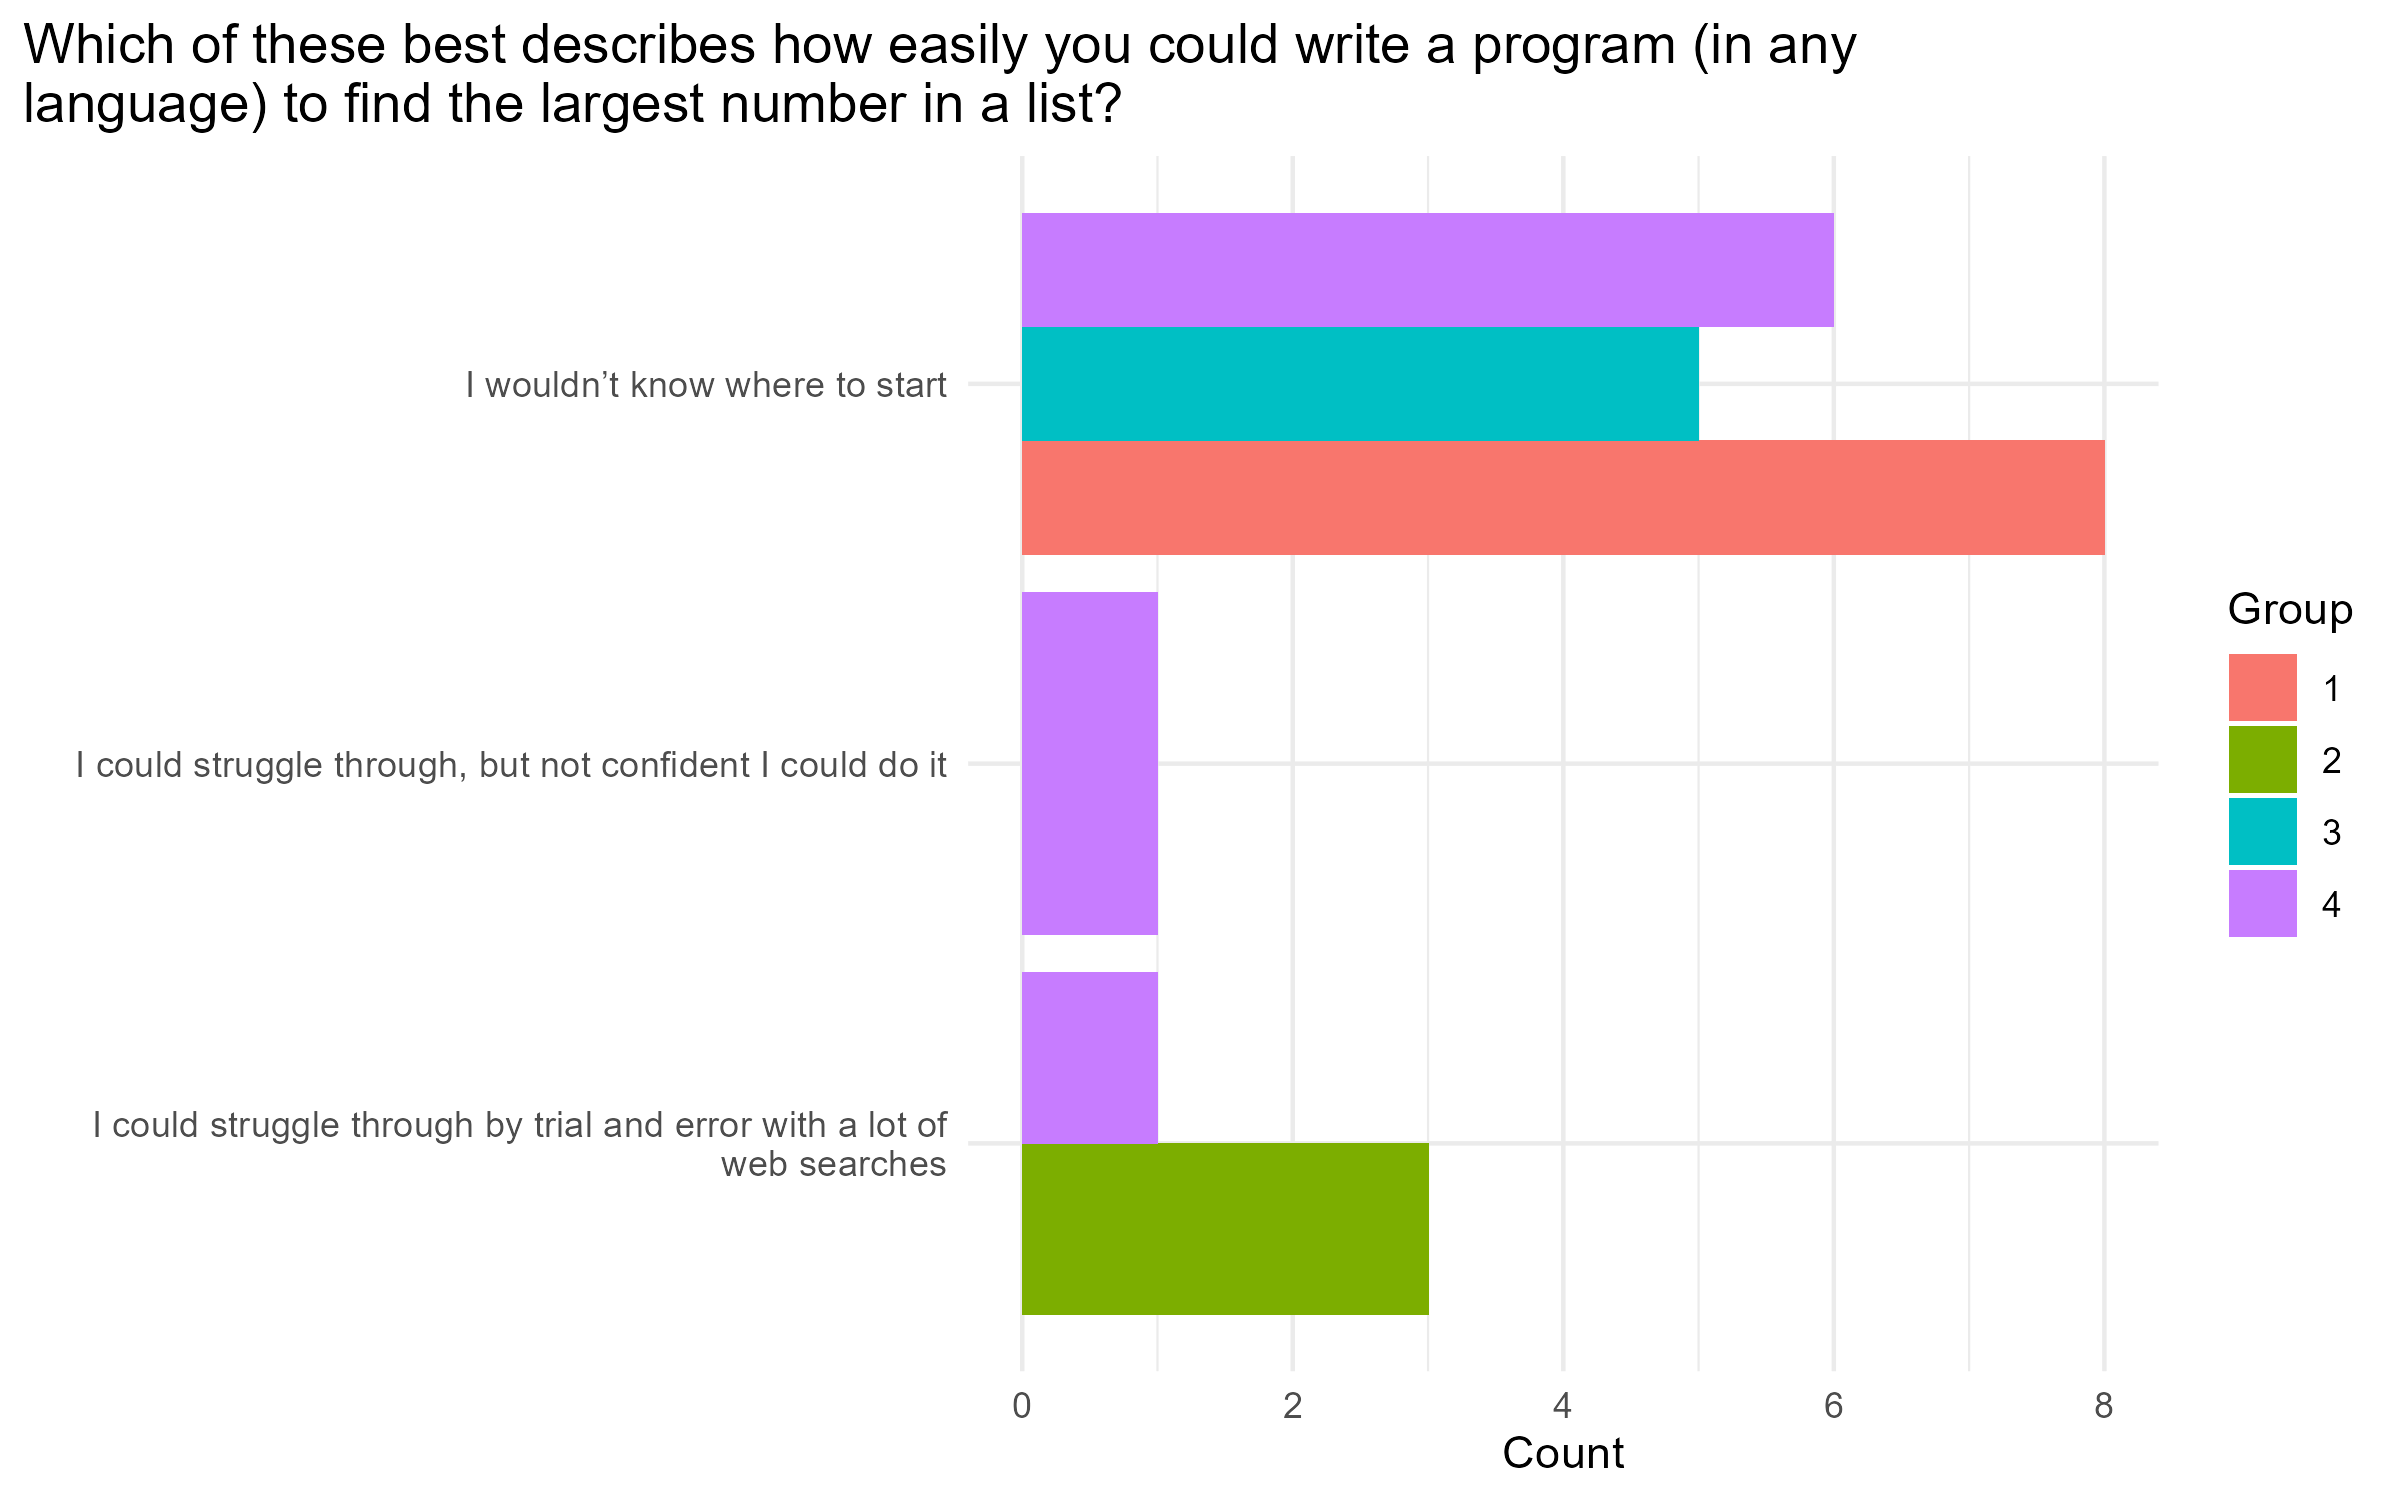 Which of these best describes how easily you could write a program (in any
language) to find the largest number in a list?
I wouldn’t know where to start
I could struggle through, but not confident I could do it
I could struggle through by trial and error with a lot of
web searches
0 2 4 6 8
Count
Group
1
2
3
4